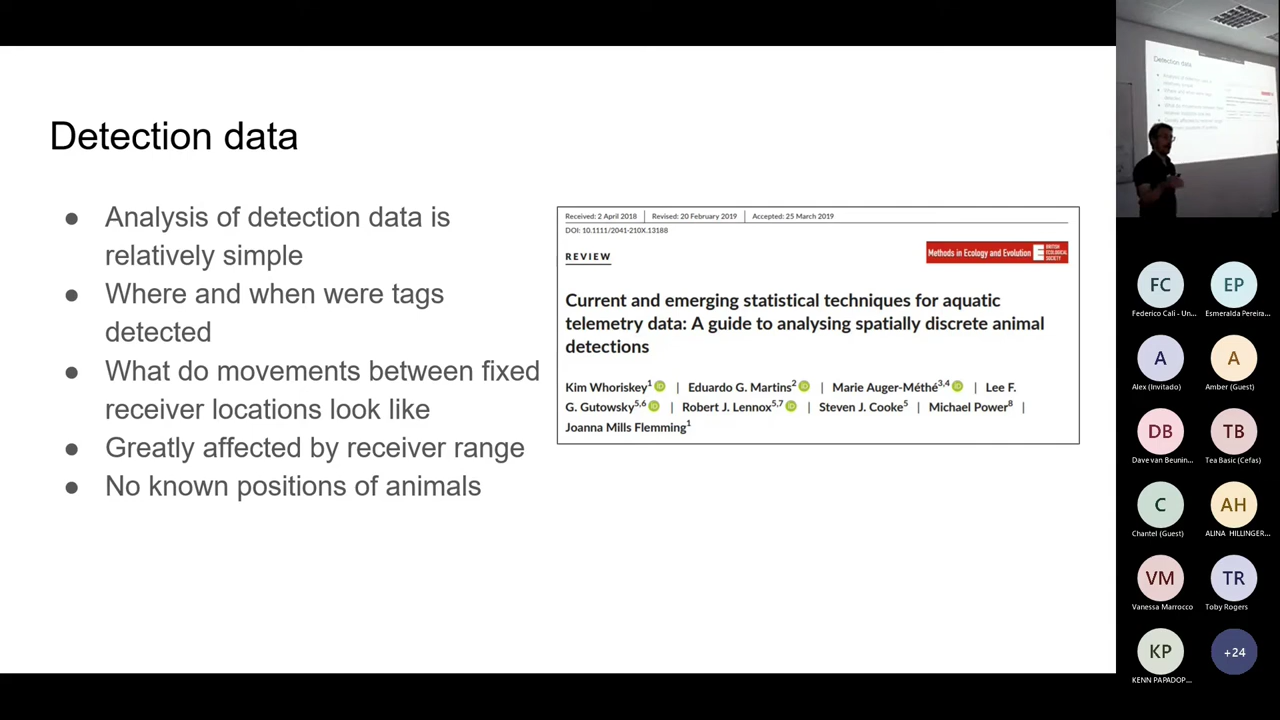 Detection data
● Analysis of detection data is
relatively simple
● Where and when were tags
detected
● What do movements between fixed
receiver locations look like
● Greatly affected by receiver range
● No known positions of animals
Received: 2 April 2018 | Revised: 20 February 2019 | Accepted: 25 March 2019
DOI: 10.1111/2041-210X.13188
REVIEW
Methods in Ecology and Evolution
BRITISH
ECOLOGICAL
SOCIETY
Current and emerging statistical techniques for aquatic
telemetry data: A guide to analysing spatially discrete animal
detections
Kim Whoriskey1 | Eduardo G. Martins2 | Marie Auger-Méthé3,4 | Lee F.
G. Gutowsky5,6 | Robert J. Lennox5,7 | Steven J. Cooke5 | Michael Power8 |
Joanna Mills Flemming1
Detection data
FC
EP
Federico Cali - Un...
Esmeralda Pereira...
A
A
Alex (Invitado)
Amber (Guest)
DB
TB
Dave van Beunin...
Tea Basic (Cefas)
C
AH
Chantel (Guest)
ALINA HILLINGER...
VM
TR
Vanessa Marrocco
Toby Rogers
KP
+24
KENN PAPADOP...